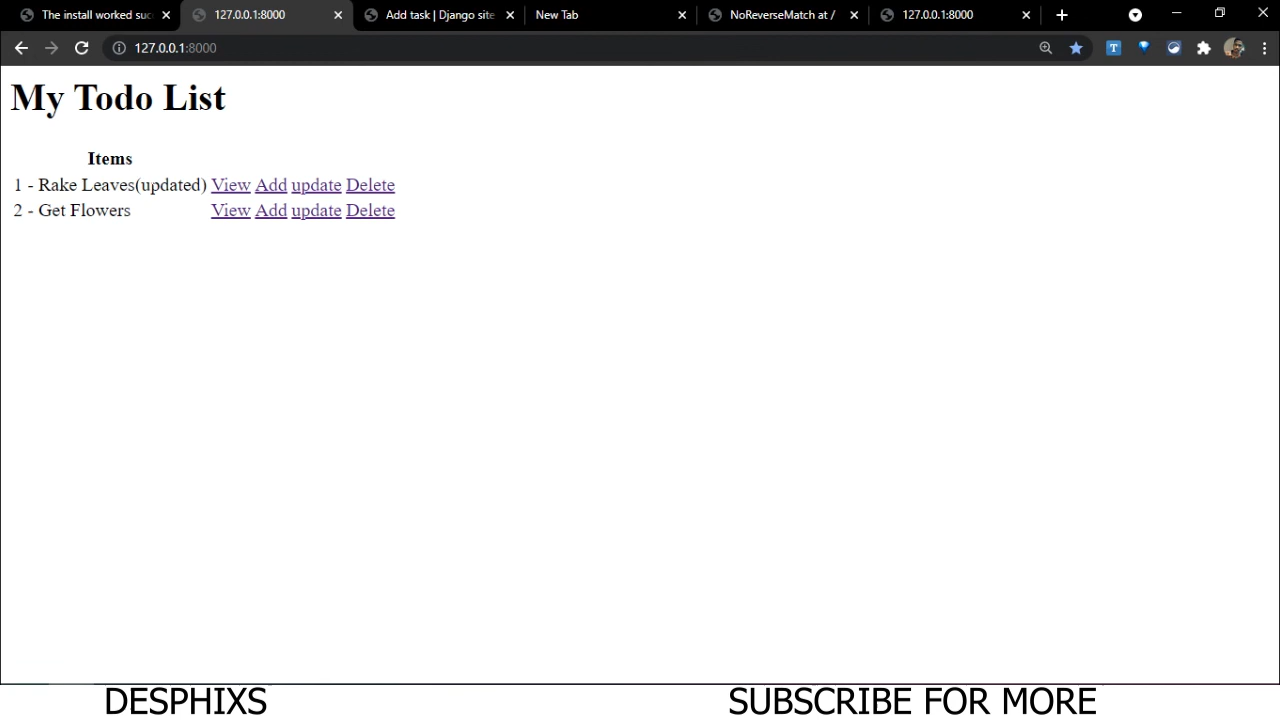 The install worked suc
127.0.0.1:8000
Add task | Django site
New Tab
NoReverseMatch at /
127.0.0.1:8000
127.0.0.1:8000
T
My Todo List
Items
1 - Rake Leaves(updated) View Add update Delete
2 - Get Flowers View Add update Delete
DESPHIXS
SUBSCRIBE FOR MORE